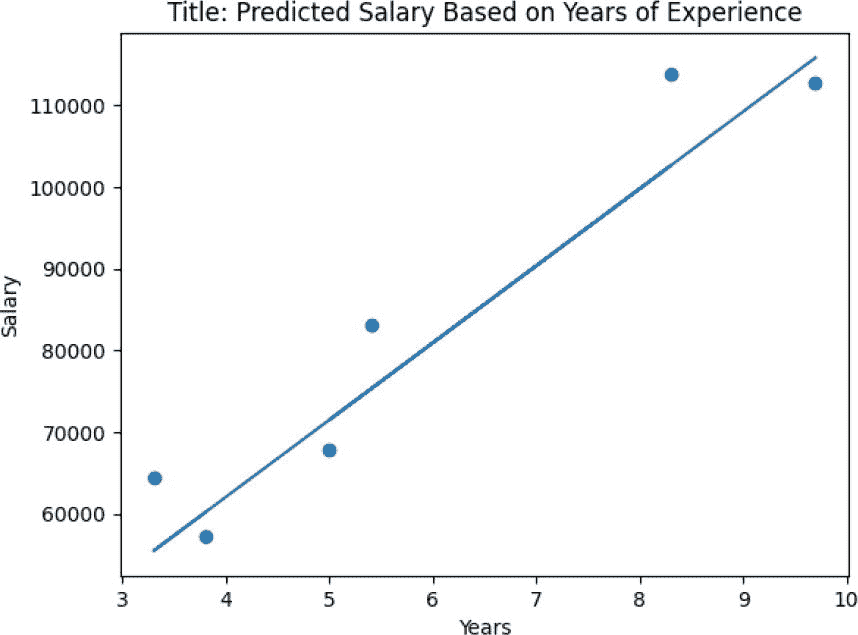 Title: Predicted Salary Based on Years of Experience
110000
100000
90000
80000
70000
60000
Salary
3 4 5 6 7 8 9 10
Years